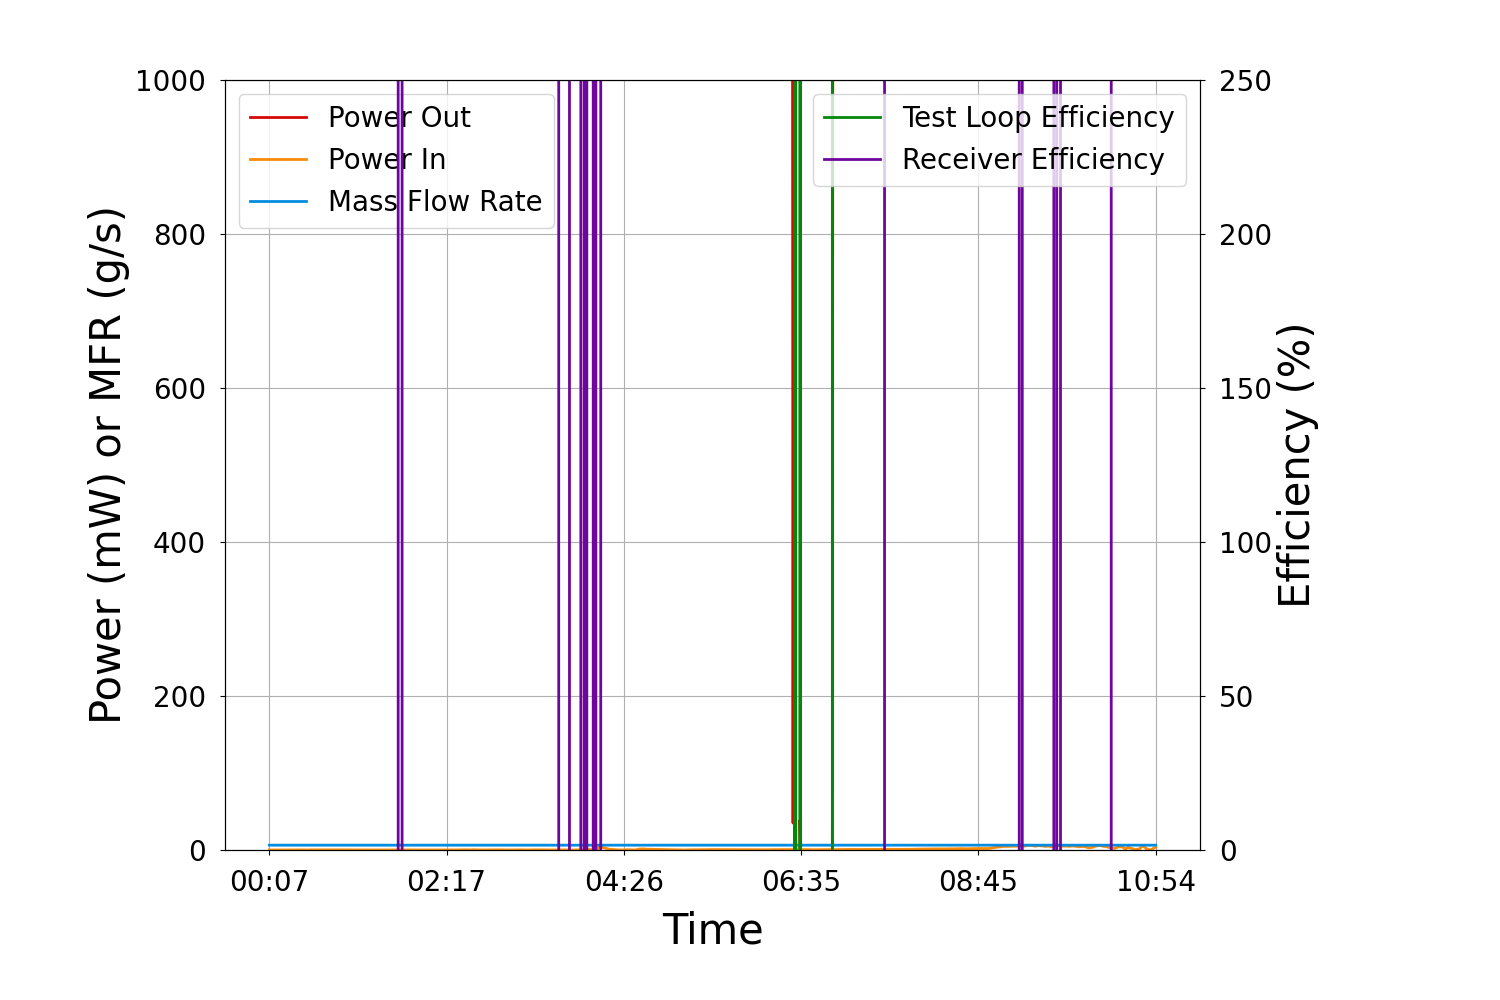 1000
800
600
400
200
0
Power (mW) or MFR (g/s)
Power Out
Power In
Mass Flow Rate
Test Loop Efficiency
Receiver Efficiency
250
200
150
100
50
0
Efficiency (%)
00:07 02:17 04:26 06:35 08:45 10:54
Time